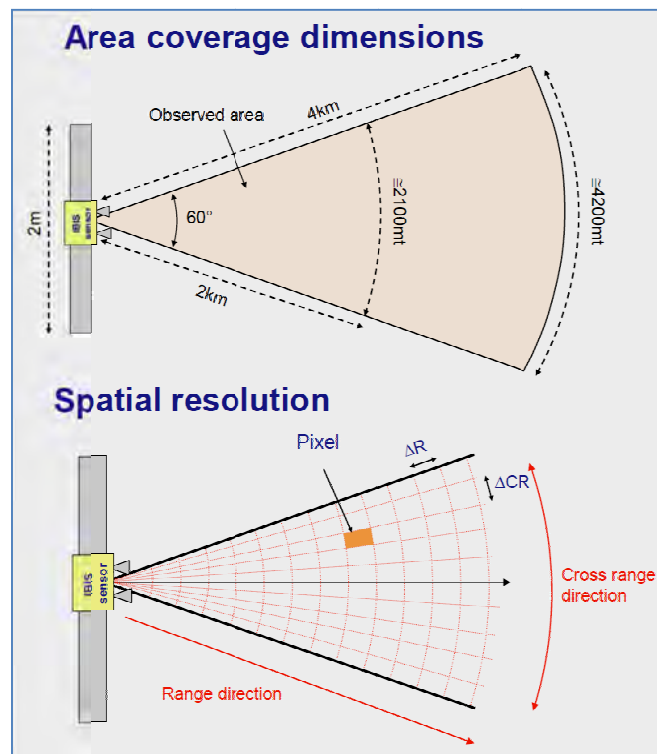 Area coverage dimensions
Observed area
4km
2m
IBIS
sensor
60°
≅2100mt
≅4200mt
2km
Spatial resolution
Pixel
ΔR
ΔCR
IBIS
sensor
Cross range
direction
Range direction